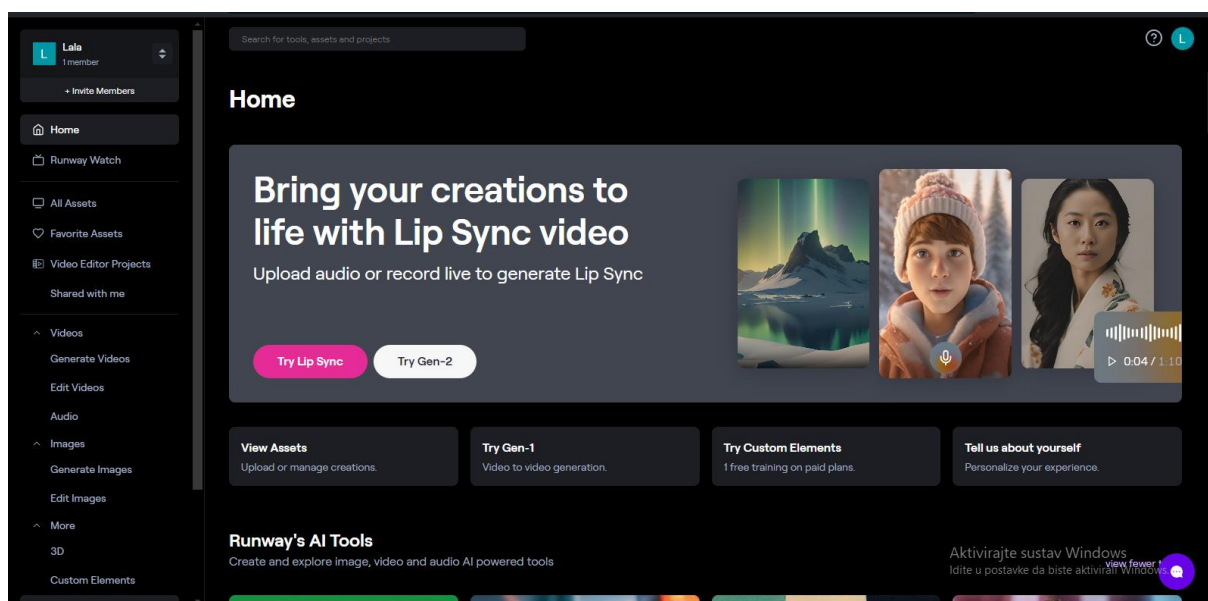 L
Lala
1 member
+ Invite Members
Home
Runway Watch
All Assets
Favorite Assets
Video Editor Projects
Shared with me
Videos
Generate Videos
Edit Videos
Audio
Images
Generate Images
Edit Images
More
3D
Custom Elements
Search for tools, assets and projects
?
L
Home
Bring your creations to
life with Lip Sync video
Upload audio or record live to generate Lip Sync
Try Lip Sync
Try Gen-2
0:04 / 1:10
View Assets
Upload or manage creations.
Try Gen-1
Video to video generation.
Try Custom Elements
1 free training on paid plans.
Tell us about yourself
Personalize your experience.
Runway's AI Tools
Create and explore image, video and audio AI powered tools
view fewer
Aktivirajte sustav Windows
Idite u postavke da biste aktivirali Windows.